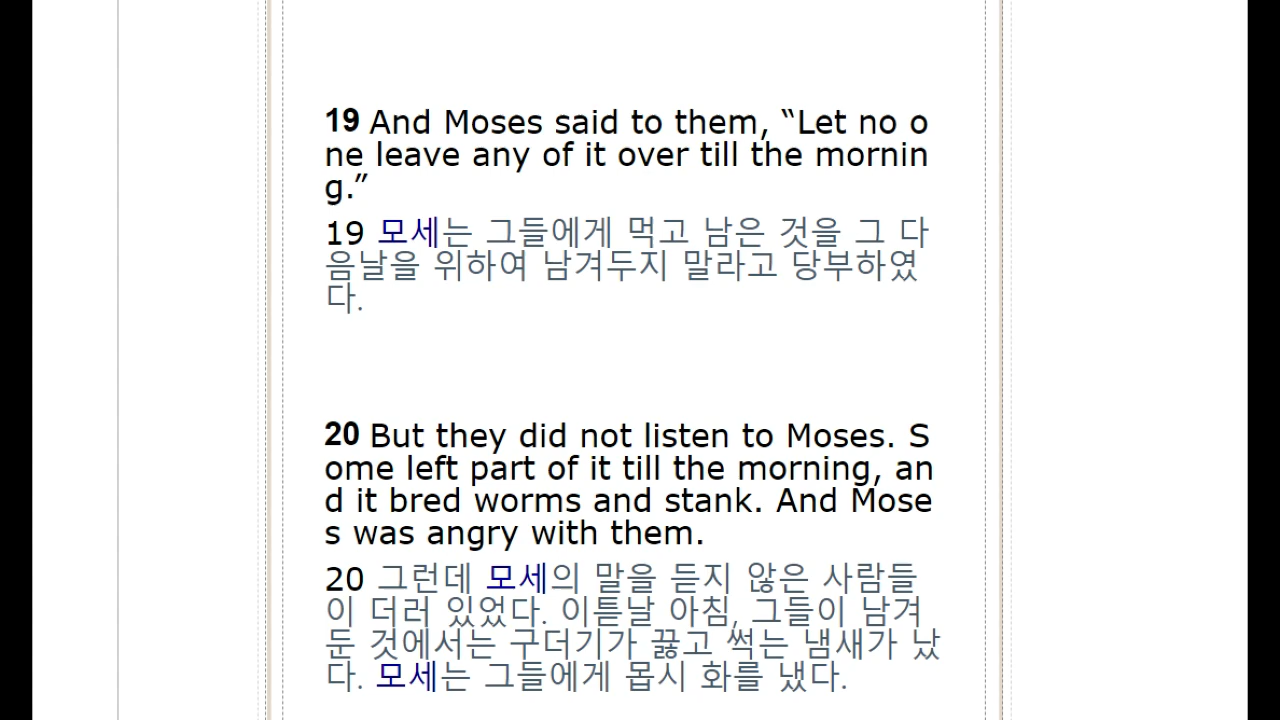 19 And Moses said to them, “Let no o
ne leave any of it over till the mornin
g.”
19 모세는 그들에게 먹고 남은 것을 그 다
음날을 위하여 남겨두지 말라고 당부하였
다.
20 But they did not listen to Moses. S
ome left part of it till the morning, an
d it bred worms and stank. And Mose
s was angry with them.
20 그런데 모세의 말을 듣지 않은 사람들
이 더러 있었다. 이튿날 아침, 그들이 남겨
둔 것에서는 구더기가 끓고 썩는 냄새가 났
다. 모세는 그들에게 몹시 화를 냈다.